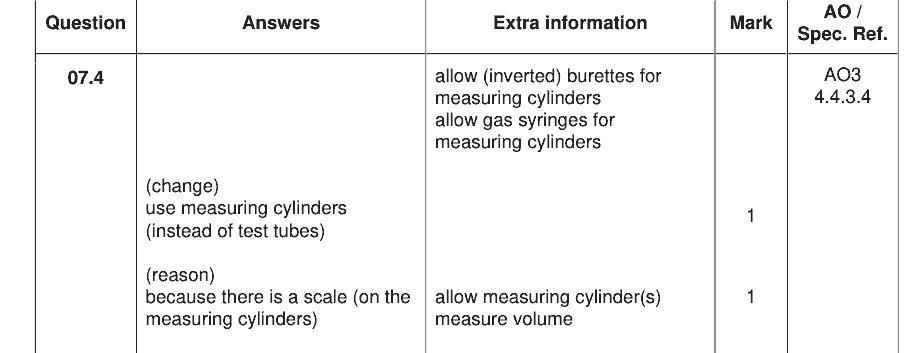 Question Answers Extra information Mark AO / Spec. Ref.
07.4 allow (inverted) burettes for AO3
measuring cylinders 4.4.3.4
allow gas syringes for
measuring cylinders
(change)
use measuring cylinders 1
(instead of test tubes)
(reason)
because there is a scale (on the allow measuring cylinder(s) 1
measuring cylinders) measure volume